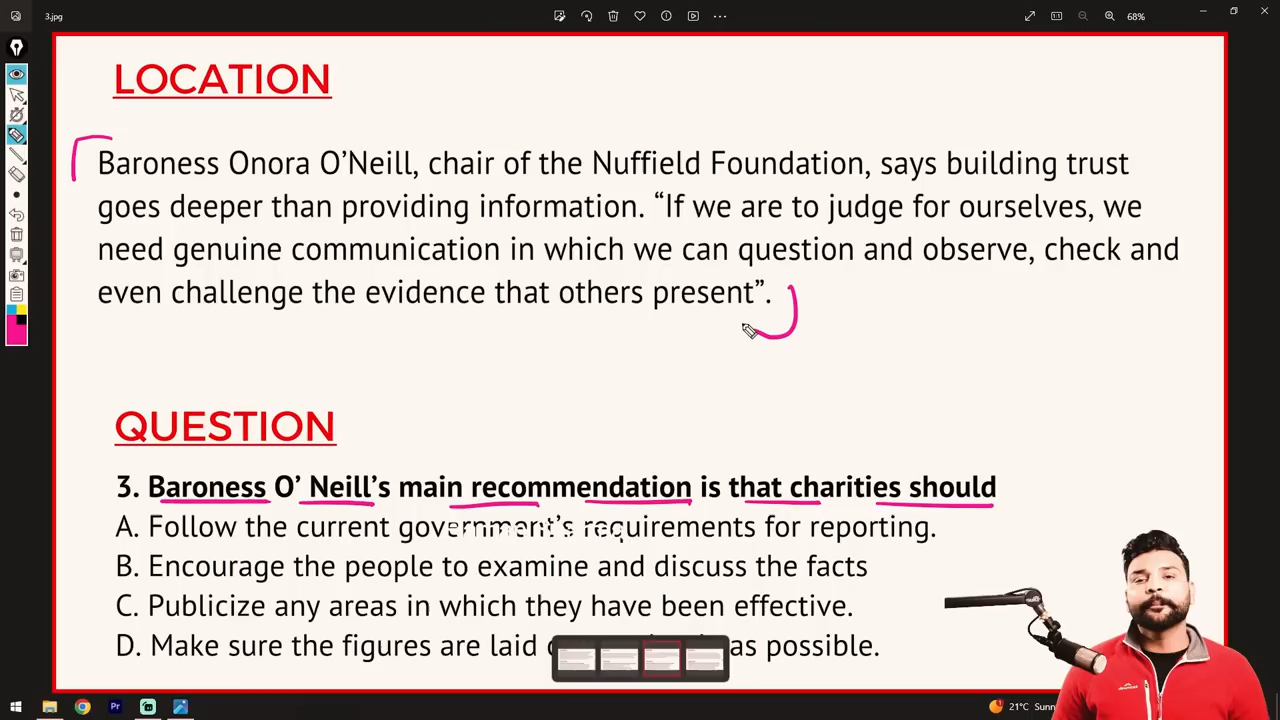 3.jpg
68%
LOCATION
Baroness Onora O’Neill, chair of the Nuffield Foundation, says building trust
goes deeper than providing information. “If we are to judge for ourselves, we
need genuine communication in which we can question and observe, check and
even challenge the evidence that others present”.
QUESTION
3. Baroness O’ Neill’s main recommendation is that charities should
A. Follow the current government’s requirements for reporting.
B. Encourage the people to examine and discuss the facts
C. Publicize any areas in which they have been effective.
D. Make sure the figures are laid as possible.
Pr
21°C Sunn